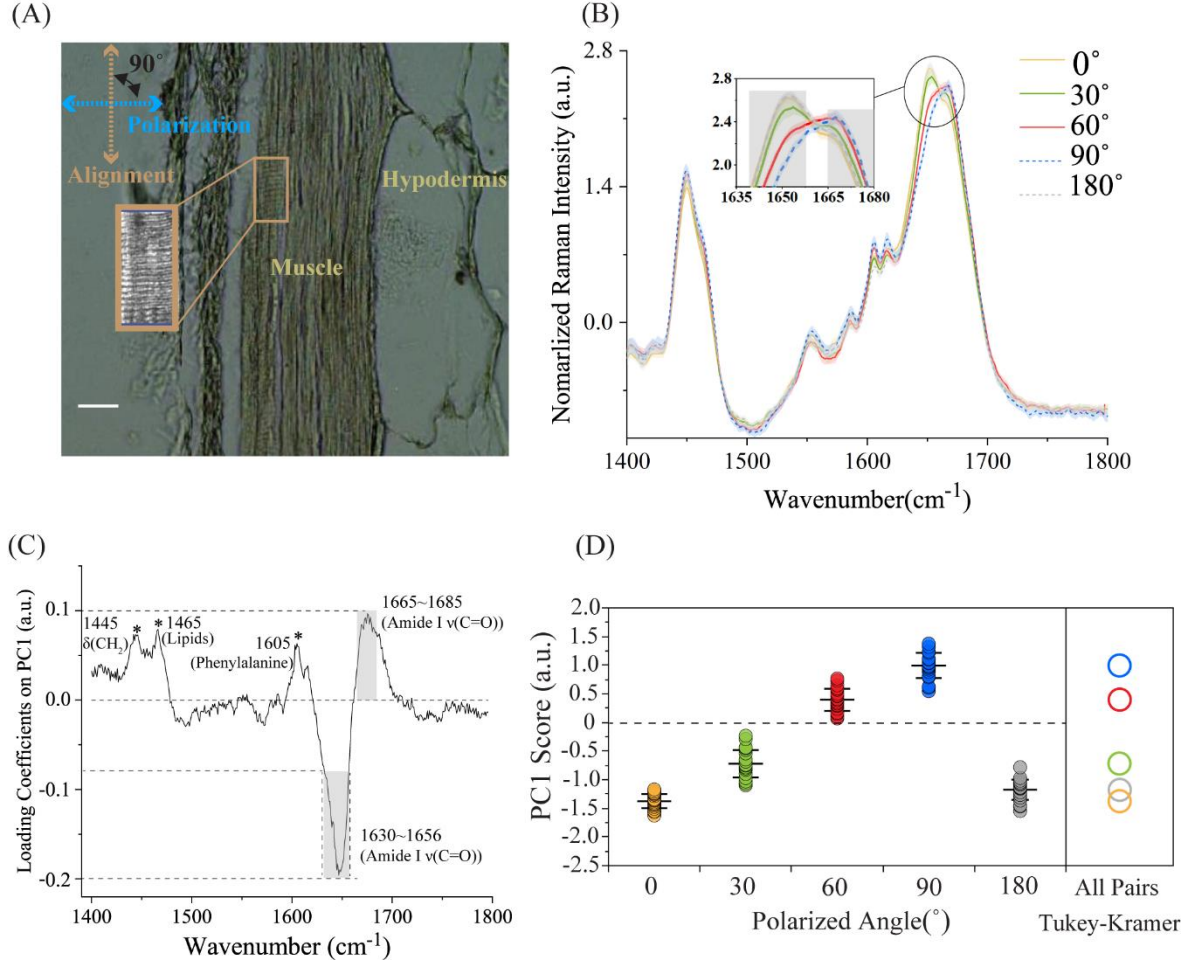 (A)
90°
Polarization
Alignment
Hypodermis
Muscle
(B)
Nomarlized Raman Intensity (a.u.)
2.8
1.4
0.0
2.8
2.4
2.0
1635 1650 1665 1680
0°
30°
60°
90°
180°
1400 1500 1600 1700 1800
Wavenumber(cm-1)
(C)
Loading Coefficients on PC1 (a.u.)
0.1
0.0
-0.1
-0.2
1445
δ(CH2)
* *
1465
(Lipids)
1605 *
(Phenylalanine)
1665~1685
(Amide I ν(C=O))
1630~1656
(Amide I ν(C=O))
1400 1500 1600 1700 1800
Wavenumber (cm-1)
(D)
PC1 Score (a.u.)
2.0
1.5
1.0
0.5
0
-0.5
-1.0
-1.5
-2.0
-2.5
0 30 60 90 180 All Pairs
Polarized Angle(°) Tukey-Kramer